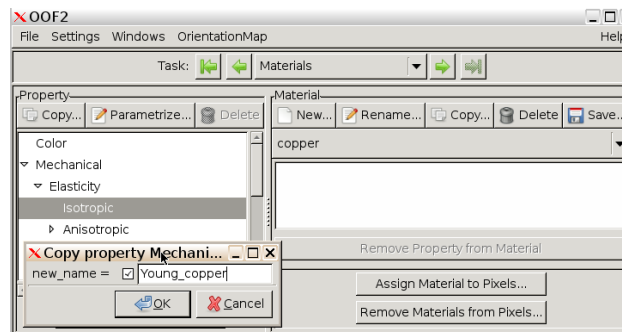 OOF2
File Settings Windows OrientationMap Help
Task: Materials
Property
Copy... Parametrize... Delete
Color
Mechanical
Elasticity
Isotropic
Anisotropic
Material
New... Rename... Copy... Delete Save..
copper
Remove Property from Material
Assign Material to Pixels...
Remove Materials from Pixels...
Copy property Mechani...
new_name = Young_copper
OK Cancel